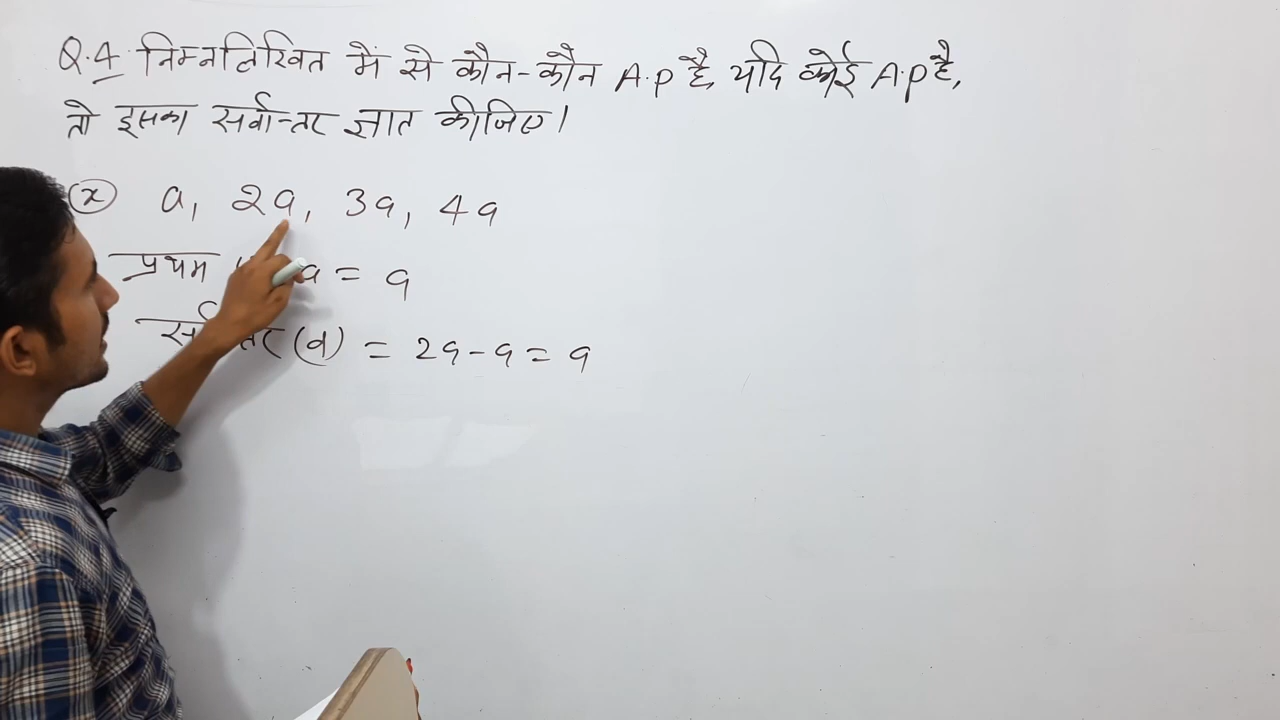 Q.4 निम्नलिखित में से कौन-कौन A.P है, यदि कोई A.P है,
तो इसका सर्वान्तर ज्ञात कीजिए।
(x) a, 2a, 3a, 4a
प्रथम a = a
(d) = 2a - a = a